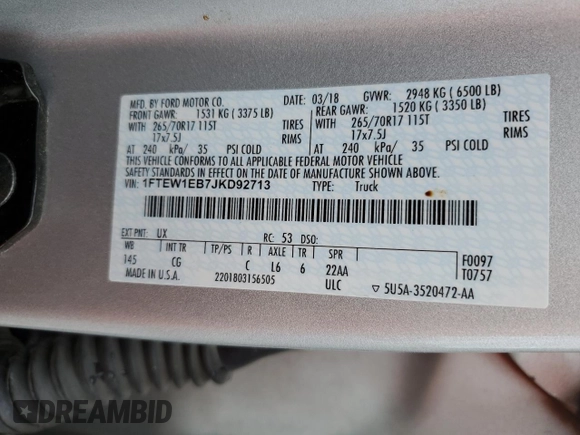 MFD. BY FORD MOTOR CO. DATE: 03/18 GVWR: 2948 KG ( 6500 LB)
FRONT GAWR: 1531 KG ( 3375 LB) REAR GAWR: 1520 KG ( 3350 LB)
WITH 265/70R17 115T TIRES WITH 265/70R17 115T TIRES
17x7.5J RIMS 17x7.5J RIMS
AT 240 kPa/ 35 PSI COLD AT 240 kPa/ 35 PSI COLD
THIS VEHICLE CONFORMS TO ALL APPLICABLE FEDERAL MOTOR VEHICLE
SAFETY STANDARDS IN EFFECT ON THE DATE OF MANUFACTURE SHOWN ABOVE.
VIN: 1FTEW1EB7JKD92713 TYPE: Truck
EXT PNT: UX RC: 53 DSO:
WB INT TR TP/PS R AXLE TR SPR F0097
145 CG C L6 6 22AA T0757
MADE IN U.S.A. 2201803156505 ULC ▽ 5U5A-3520472-AA
DREAMBID